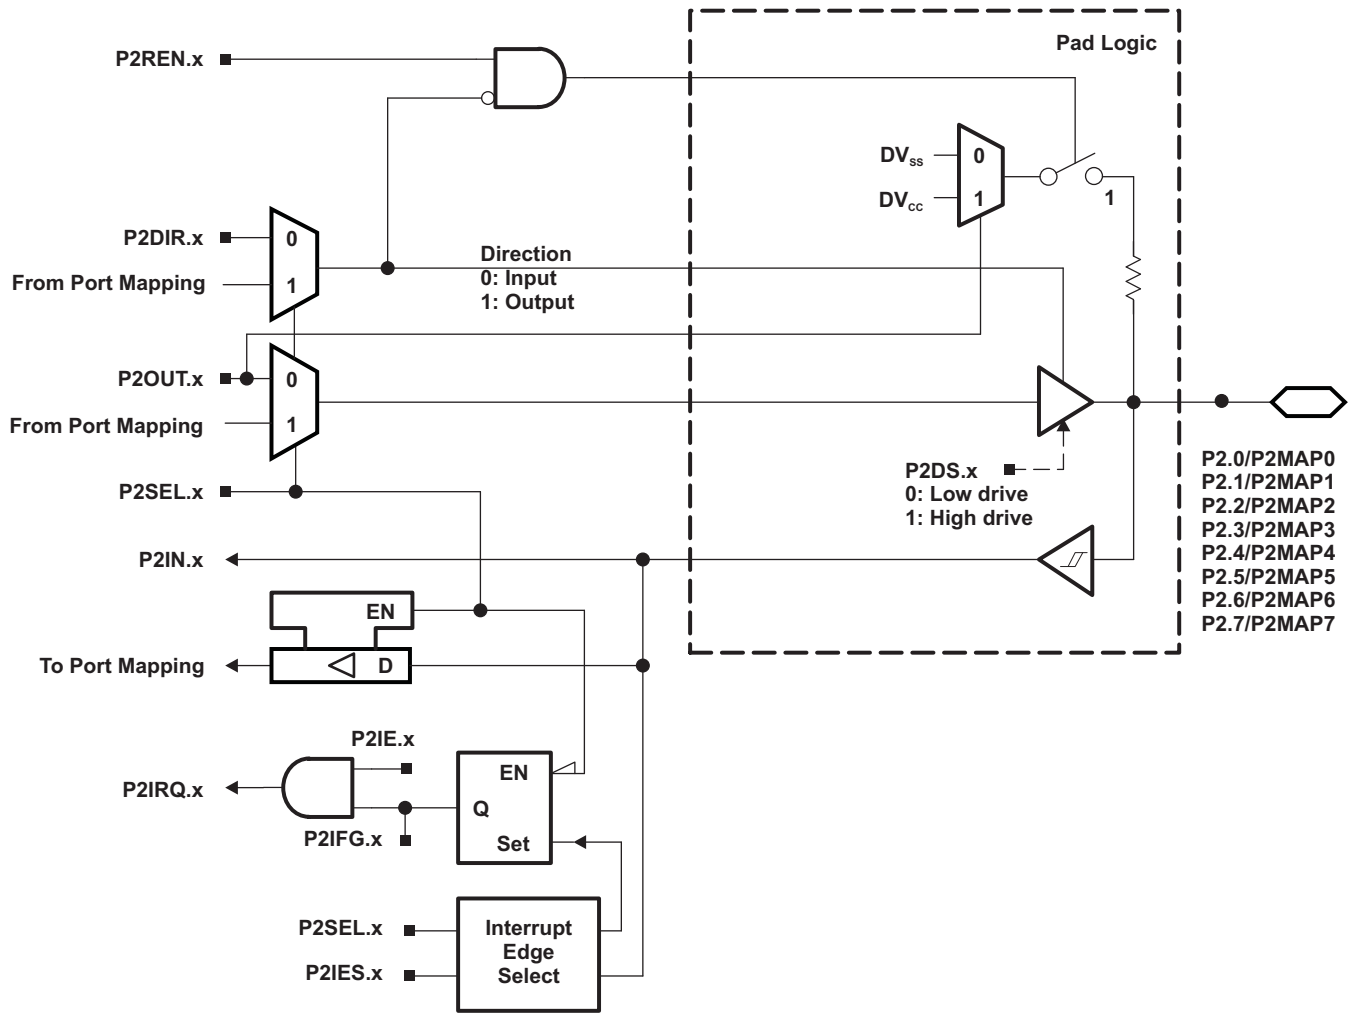 Pad Logic
P2REN.x
DVSS
0
DVCC
1
1
P2DIR.x
0
From Port Mapping
1
Direction
0: Input
1: Output
P2OUT.x
0
From Port Mapping
1
P2SEL.x
P2DS.x
0: Low drive
1: High drive
P2.0/P2MAP0
P2.1/P2MAP1
P2.2/P2MAP2
P2.3/P2MAP3
P2.4/P2MAP4
P2.5/P2MAP5
P2.6/P2MAP6
P2.7/P2MAP7
P2IN.x
EN
To Port Mapping
D
P2IE.x
P2IRQ.x
EN
Q
P2IFG.x
Set
P2SEL.x
P2IES.x
Interrupt
Edge
Select